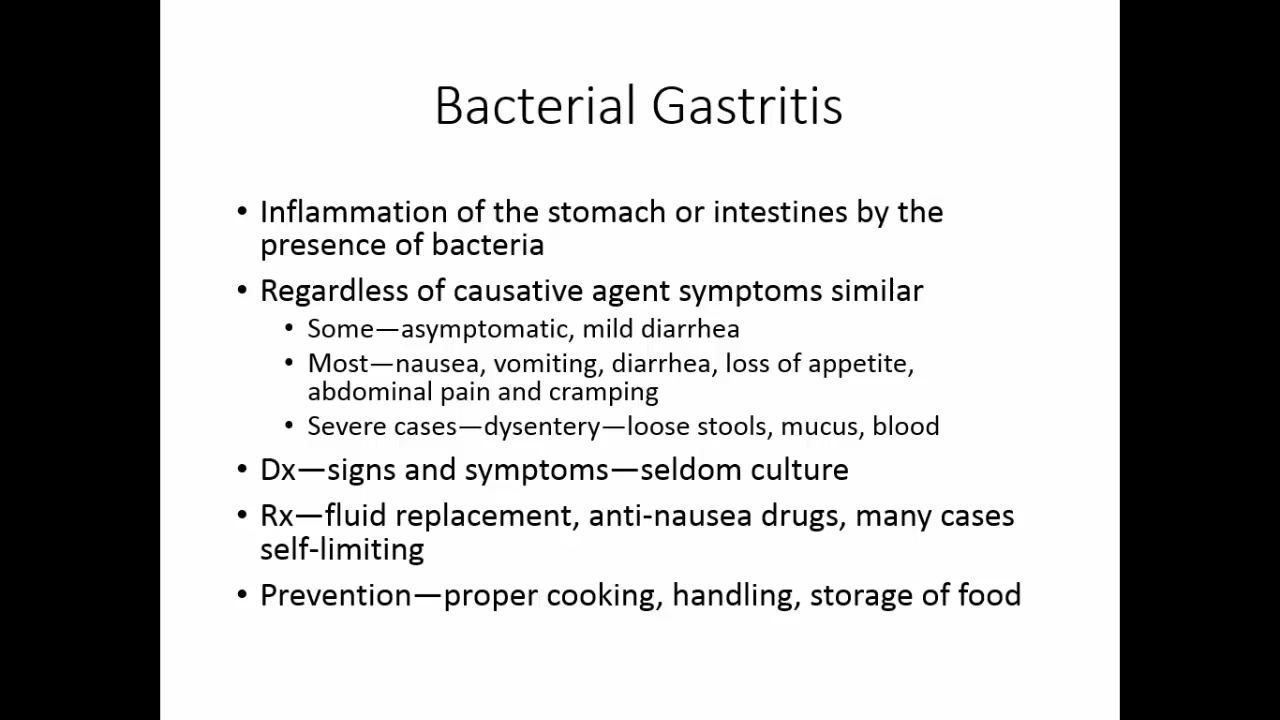 Bacterial Gastritis
• Inflammation of the stomach or intestines by the
presence of bacteria
• Regardless of causative agent symptoms similar
• Some—asymptomatic, mild diarrhea
• Most—nausea, vomiting, diarrhea, loss of appetite,
abdominal pain and cramping
• Severe cases—dysentery—loose stools, mucus, blood
• Dx—signs and symptoms—seldom culture
• Rx—fluid replacement, anti-nausea drugs, many cases
self-limiting
• Prevention—proper cooking, handling, storage of food